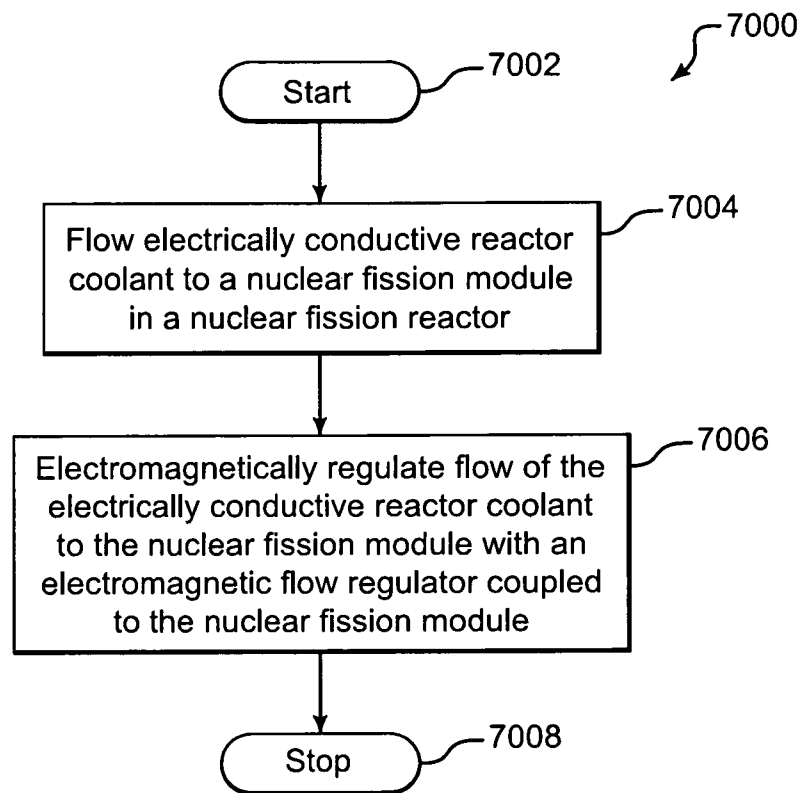 7000
7002
Start
7004
Flow electrically conductive reactor
coolant to a nuclear fission module
in a nuclear fission reactor
7006
Electromagnetically regulate flow of the
electrically conductive reactor coolant
to the nuclear fission module with an
electromagnetic flow regulator coupled
to the nuclear fission module
7008
Stop